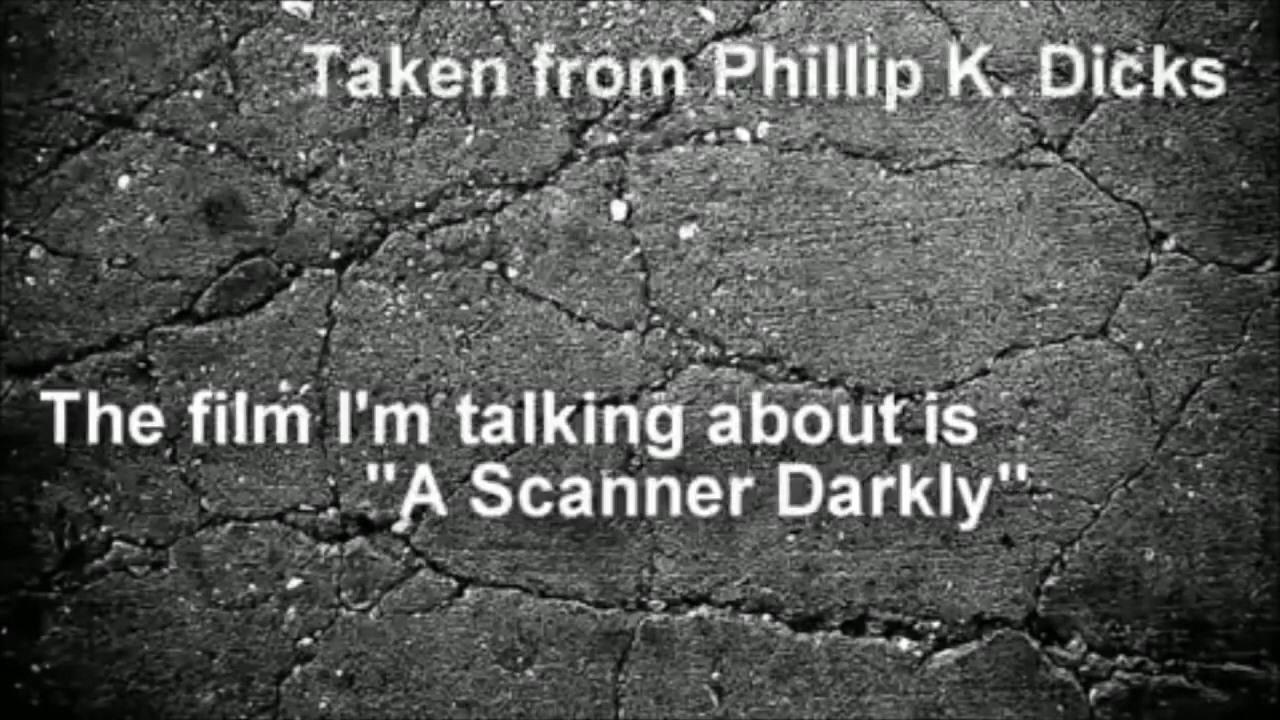 Taken from Phillip K. Dicks
The film I'm talking about is
"A Scanner Darkly"